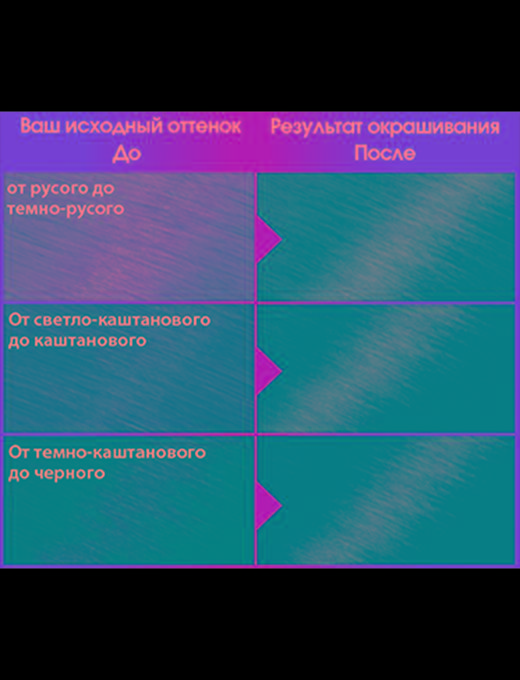 Ваш исходный оттенок
До
Результат окрашивания
После
от русого до
темно-русого
От светло-каштанового
до каштанового
От темно-каштанового
до черного